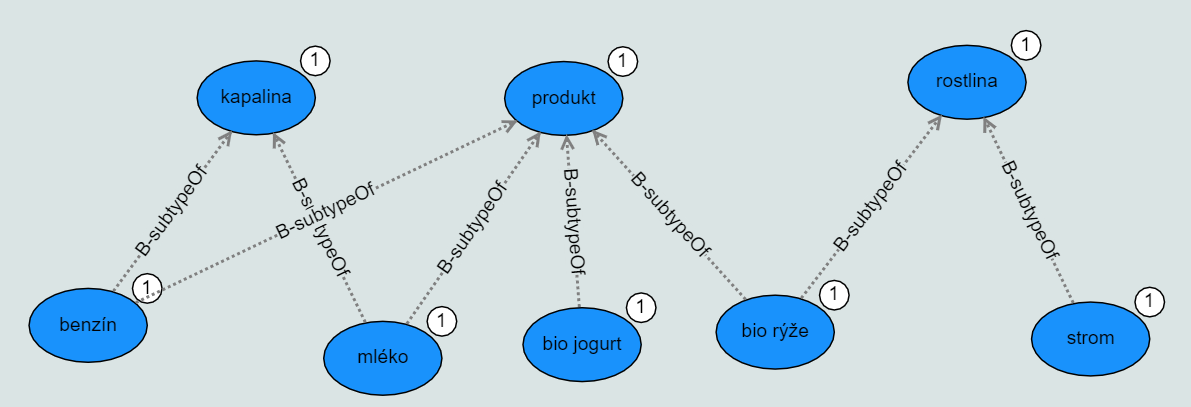 kapalina
1
produkt
1
rostlina
1
B-subtypeOf
B-subtypeOf
B-subtypeOf
B-subtypeOf
B-subtypeOf
B-subtypeOf
B-subtypeOf
B-subtypeOf
benzín
1
mléko
1
bio jogurt
1
bio rýže
1
strom
1